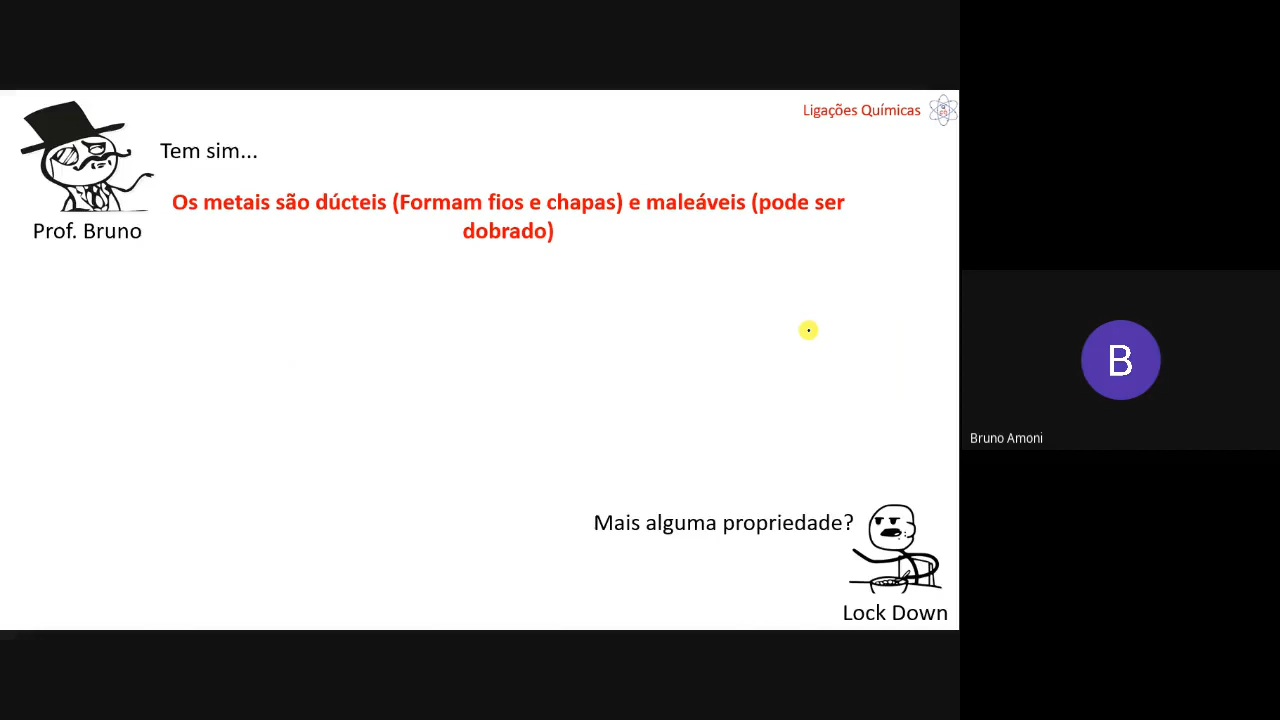 Ligações Químicas
Tem sim...
Os metais são dúcteis (Formam fios e chapas) e maleáveis (pode ser
dobrado)
Prof. Bruno
B
Bruno Amoni
Mais alguma propriedade?
Lock Down